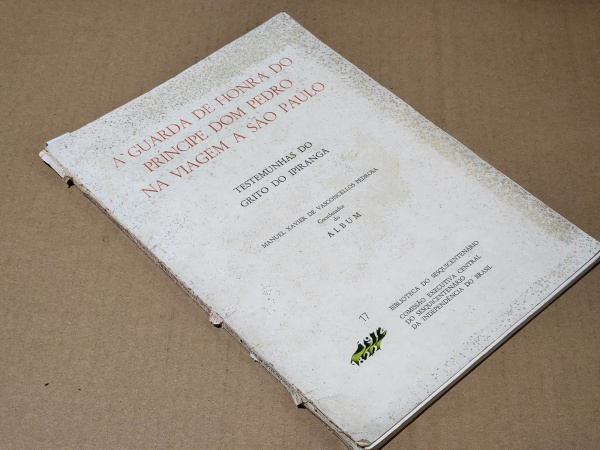 A GUARDA DE HONRA DO
PRÍNCIPE DOM PEDRO
NA VIAGEM A SÃO PAULO
TESTEMUNHAS DO
GRITO DO IPIRANGA
MANUEL XAVIER DE VASCONCELLOS PEDROSA
Coordenador
do
ALBUM
17
BIBLIOTECA DO SESQUICENTENÁRIO
COMISSÃO EXECUTIVA CENTRAL
DO SESQUICENTENÁRIO
DA INDEPENDÊNCIA DO BRASIL